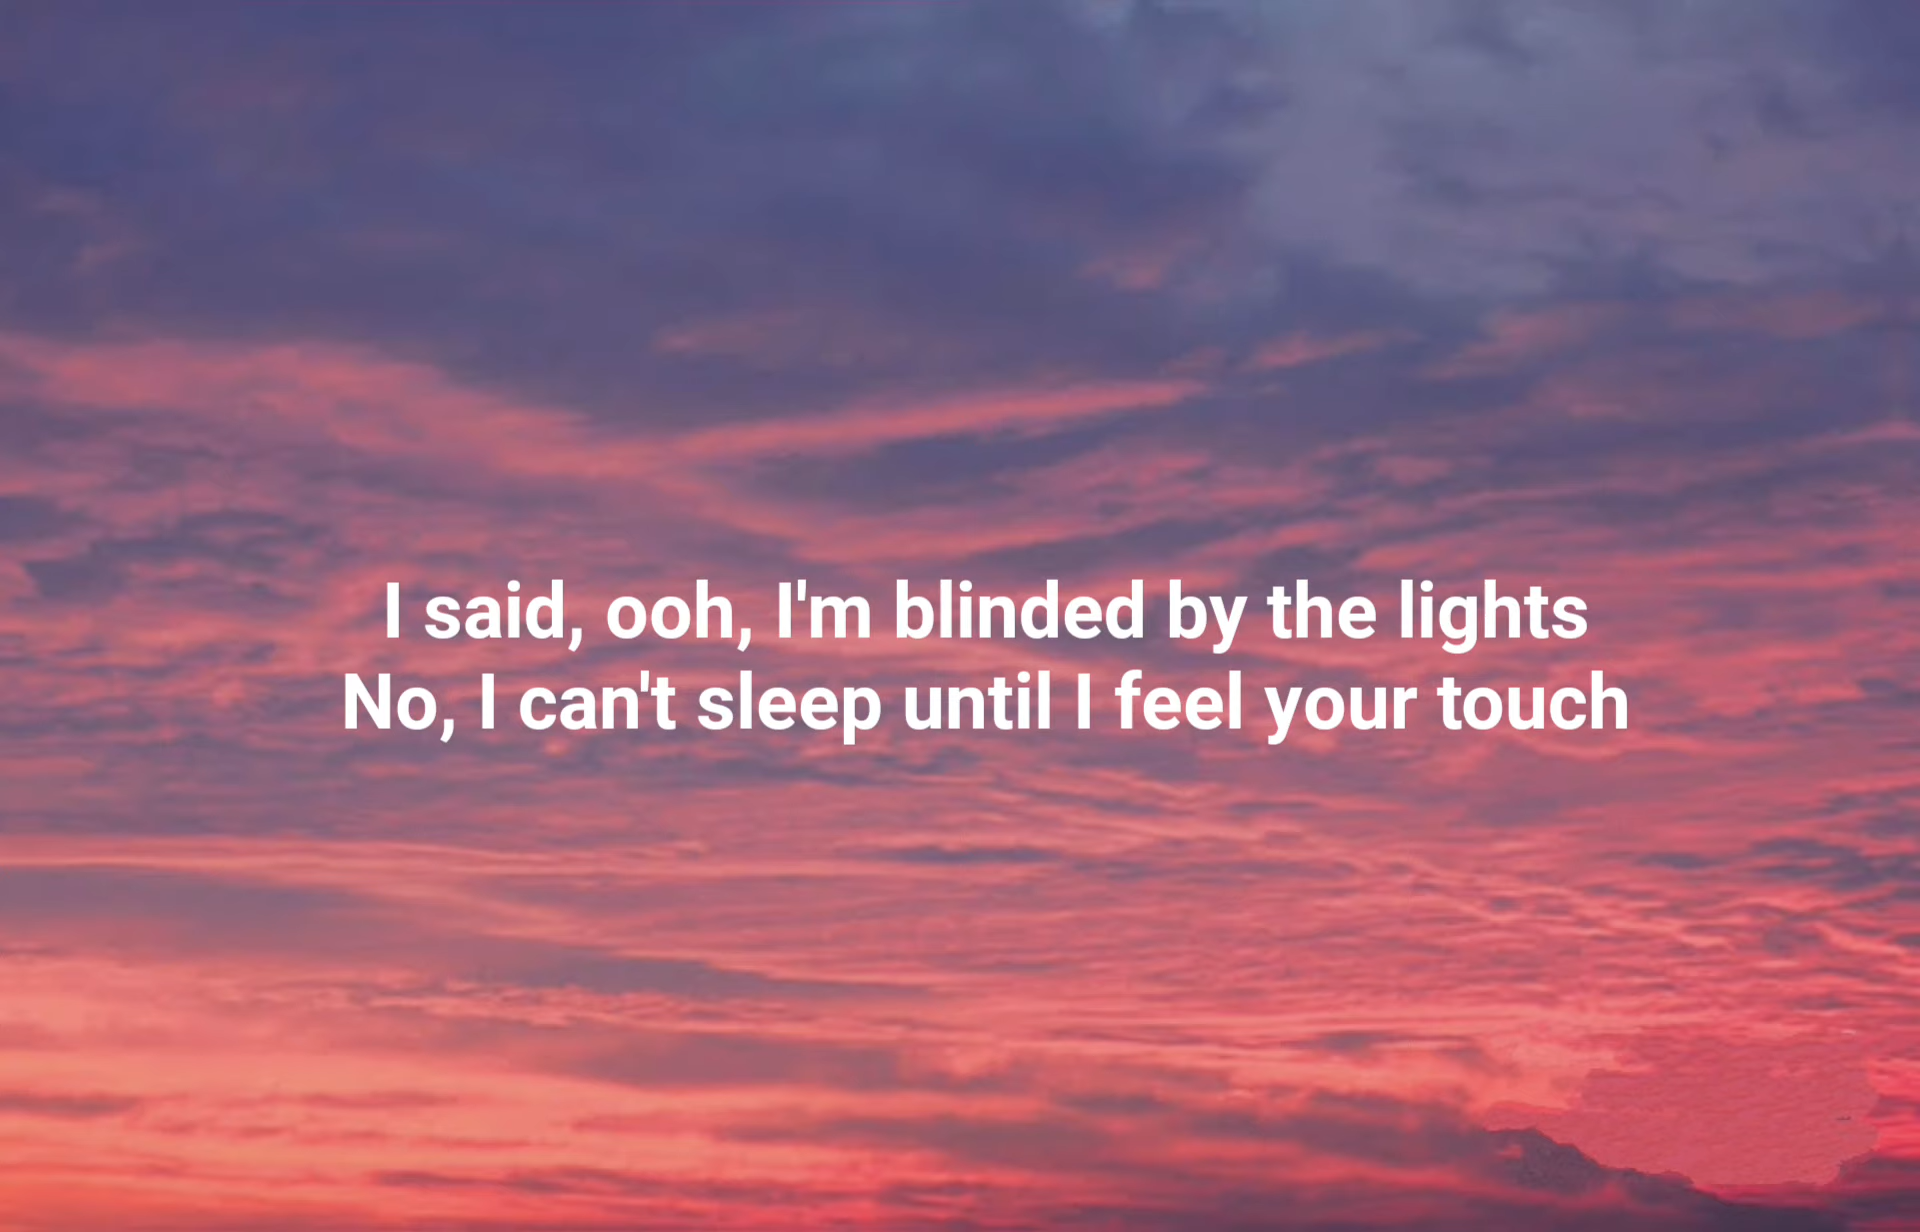 I said, ooh, I'm blinded by the lights
No, I can't sleep until I feel your touch